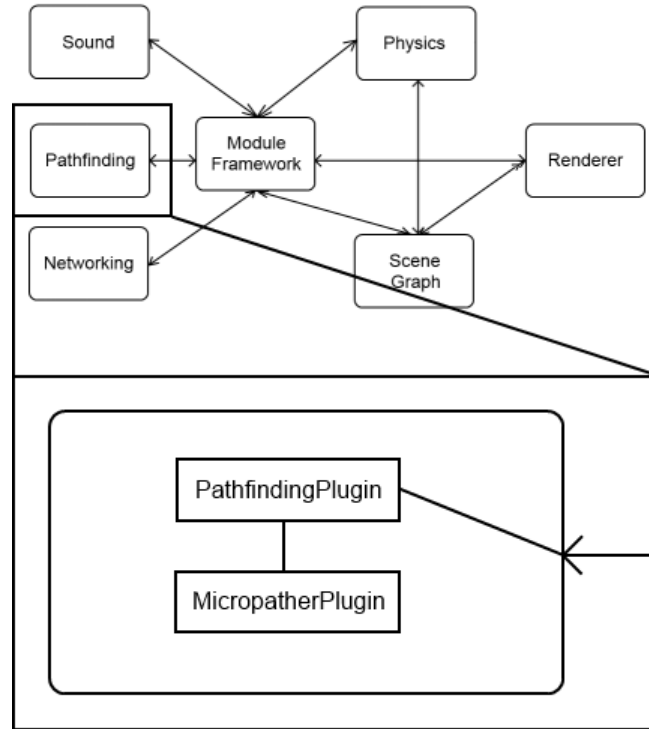 Sound
Physics
Pathfinding
Module
Framework
Renderer
Networking
Scene
Graph
PathfindingPlugin
MicropatherPlugin